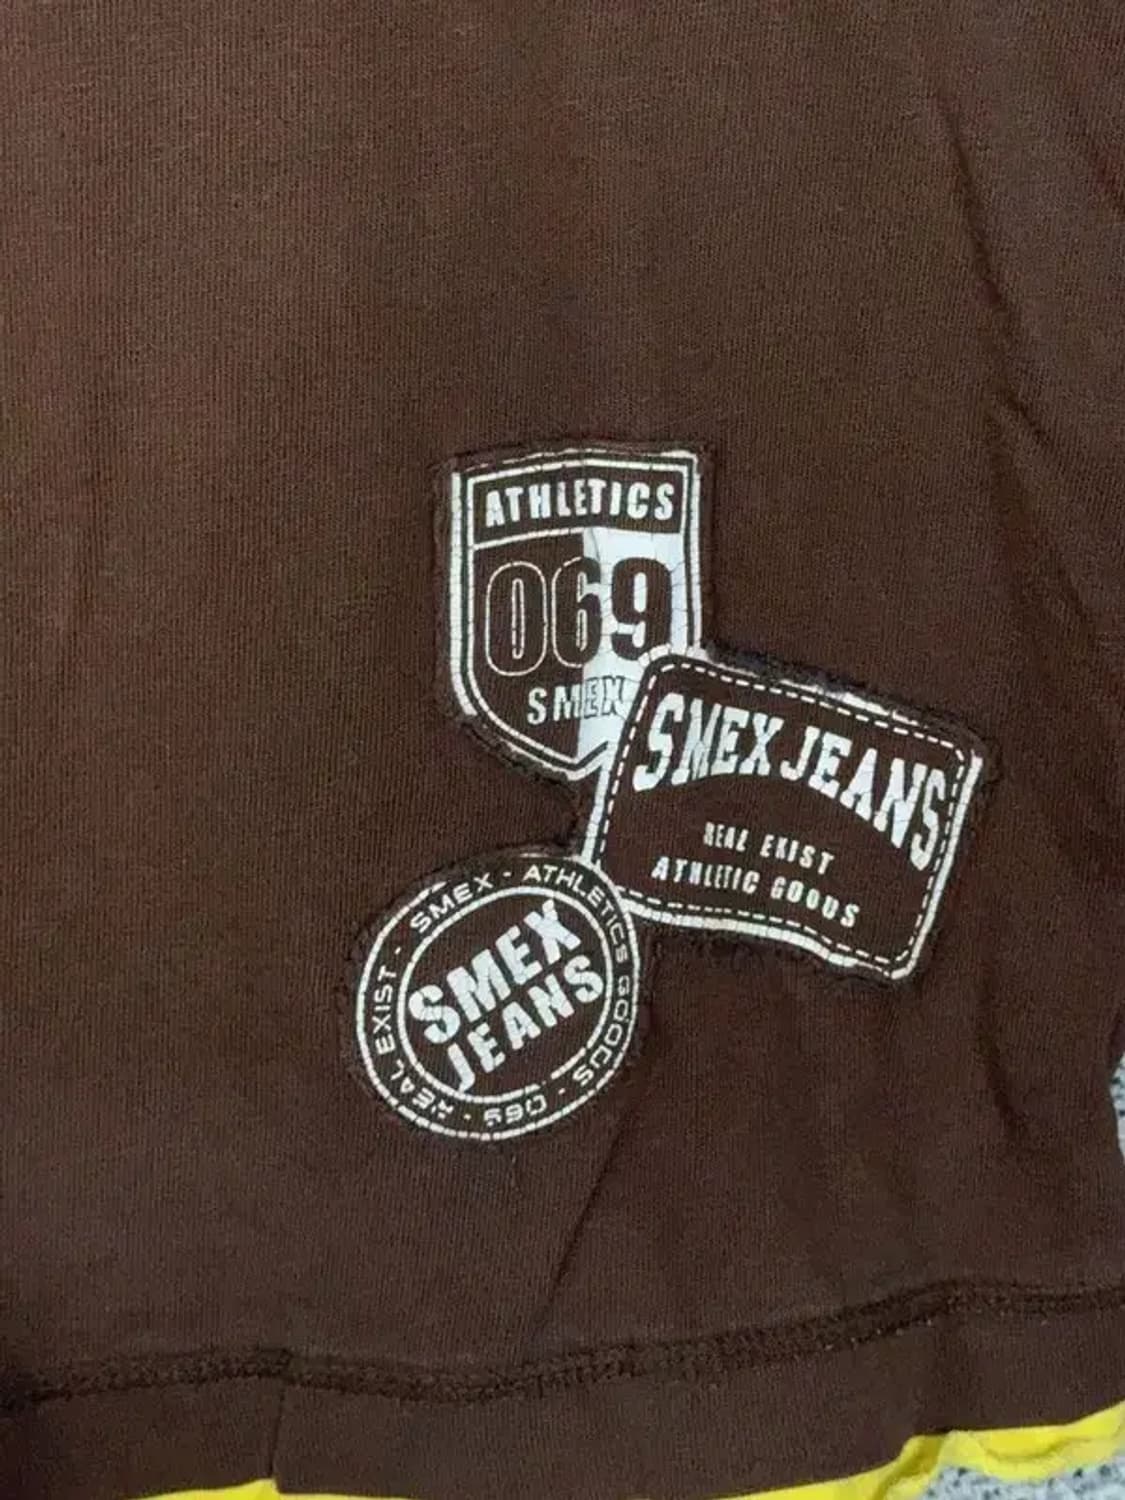 ATHLETICS
069
SMEX
SMEX JEANS
REAL EXIST
ATHLETIC GOODS
SMEX
JEANS
REAL EXIST · SMEX · ATHLETICS GOODS · 069 ·